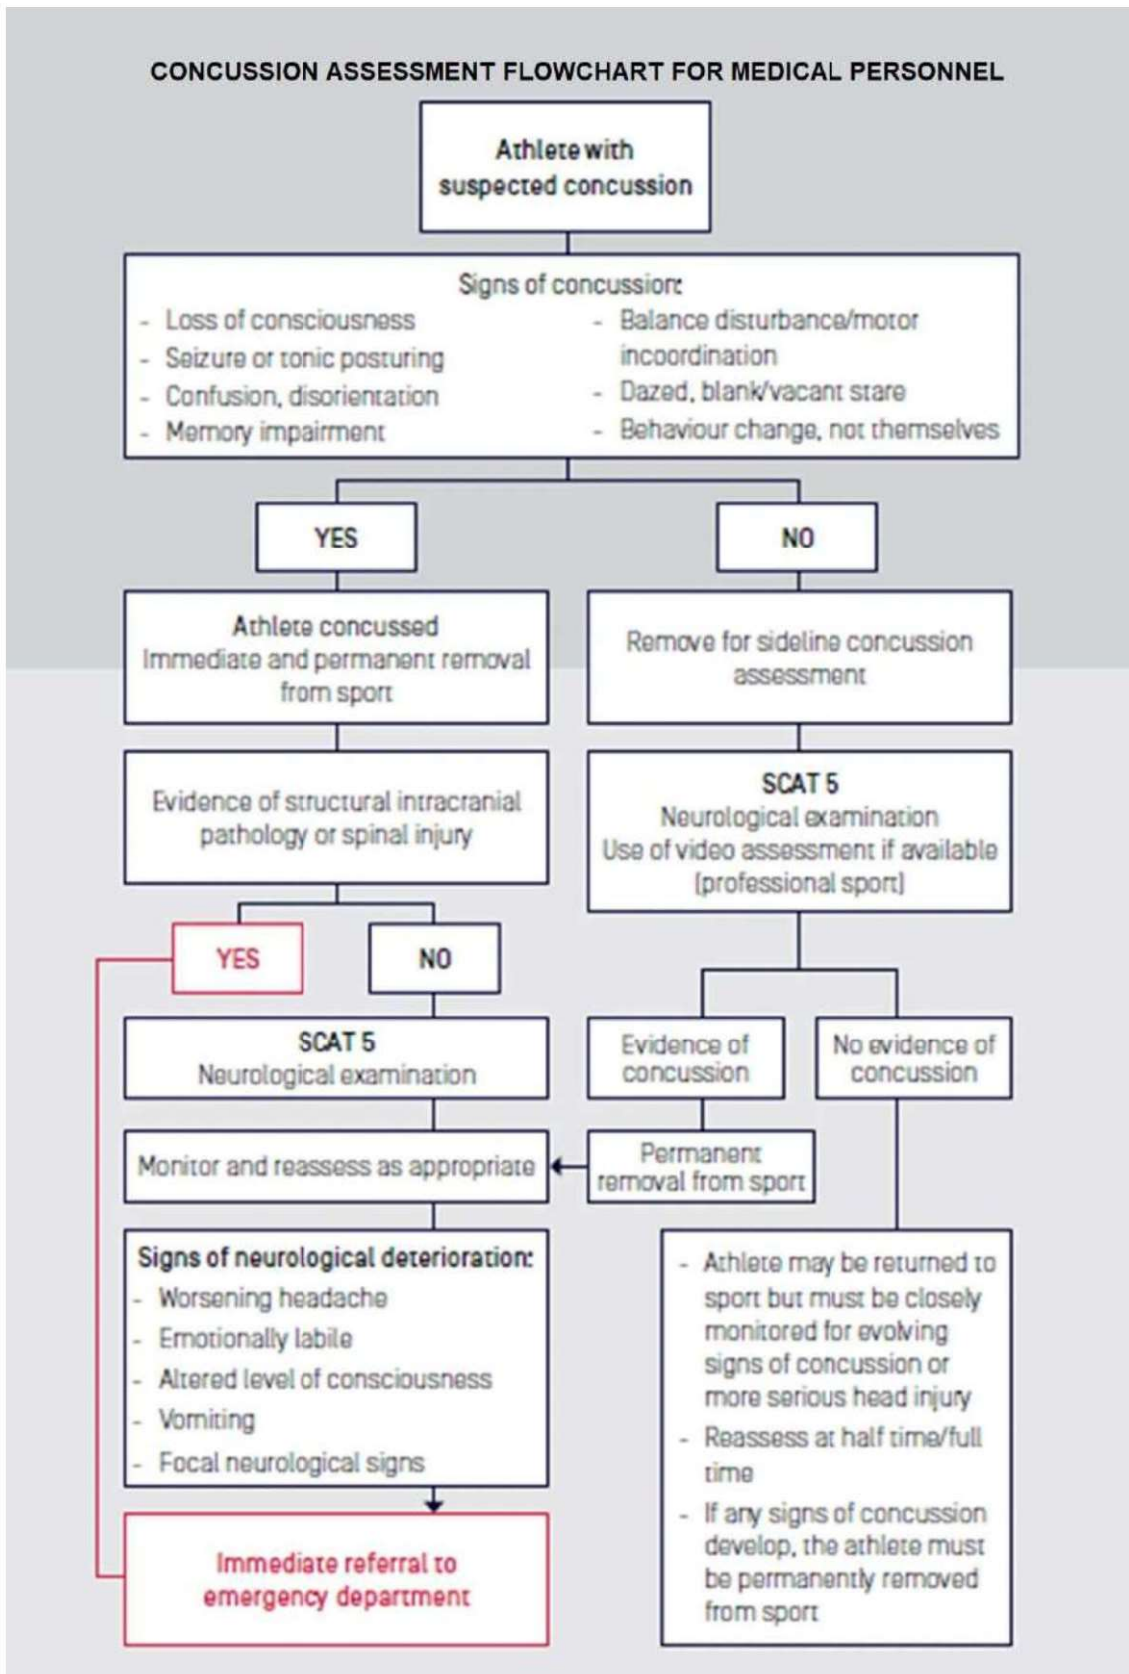 CONCUSSION ASSESSMENT FLOWCHART FOR MEDICAL PERSONNEL
Athlete with
suspected concussion
Signs of concussion:
- Loss of consciousness
- Seizure or tonic posturing
- Confusion, disorientation
- Memory impairment
- Balance disturbance/motor
incoordination
- Dazed, blank/vacant stare
- Behaviour change, not themselves
YES
NO
Athlete concussed
Immediate and permanent removal
from sport
Remove for sideline concussion
assessment
Evidence of structural intracranial
pathology or spinal injury
SCAT 5
Neurological examination
Use of video assessment if available
(professional sport)
YES
NO
SCAT 5
Neurological examination
Evidence of
concussion
No evidence of
concussion
Monitor and reassess as appropriate
Permanent
removal from sport
Signs of neurological deterioration:
- Worsening headache
- Emotionally labile
- Altered level of consciousness
- Vomiting
- Focal neurological signs
- Athlete may be returned to
sport but must be closely
monitored for evolving
signs of concussion or
more serious head injury
- Reassess at half time/full
time
- If any signs of concussion
develop, the athlete must
be permanently removed
from sport
Immediate referral to
emergency department